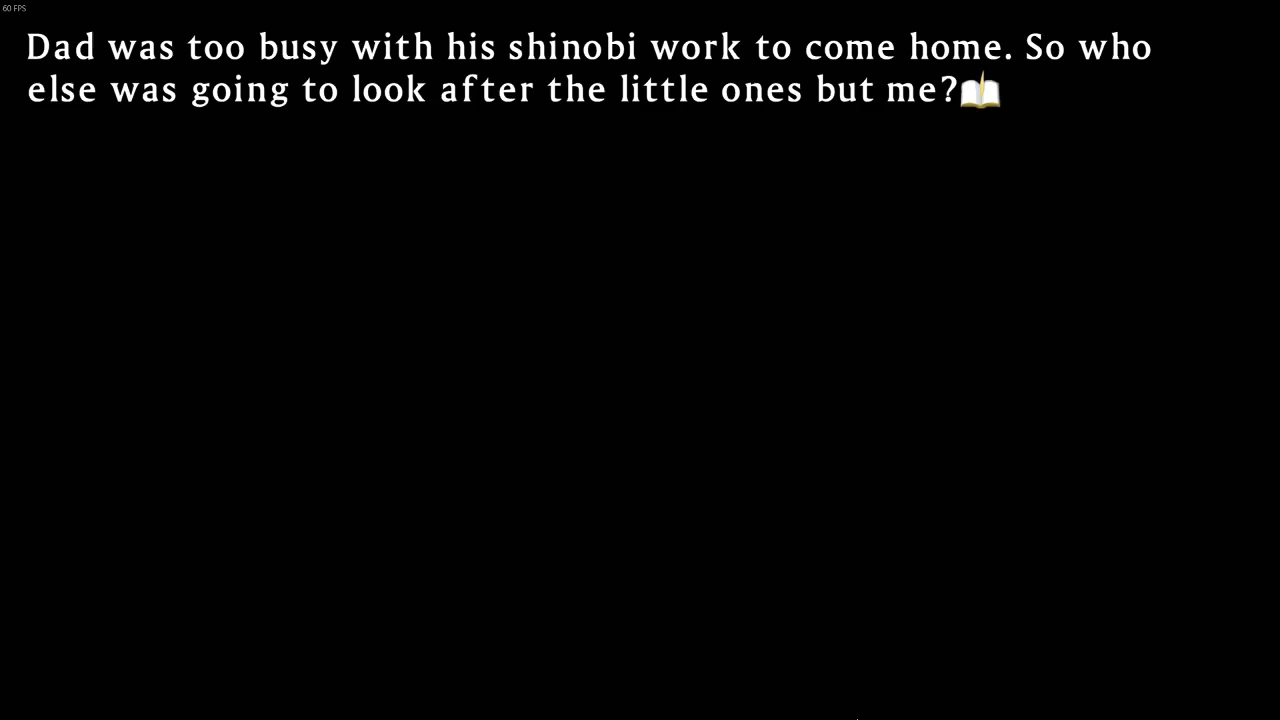 60 FPS
Dad was too busy with his shinobi work to come home. So who
else was going to look after the little ones but me?